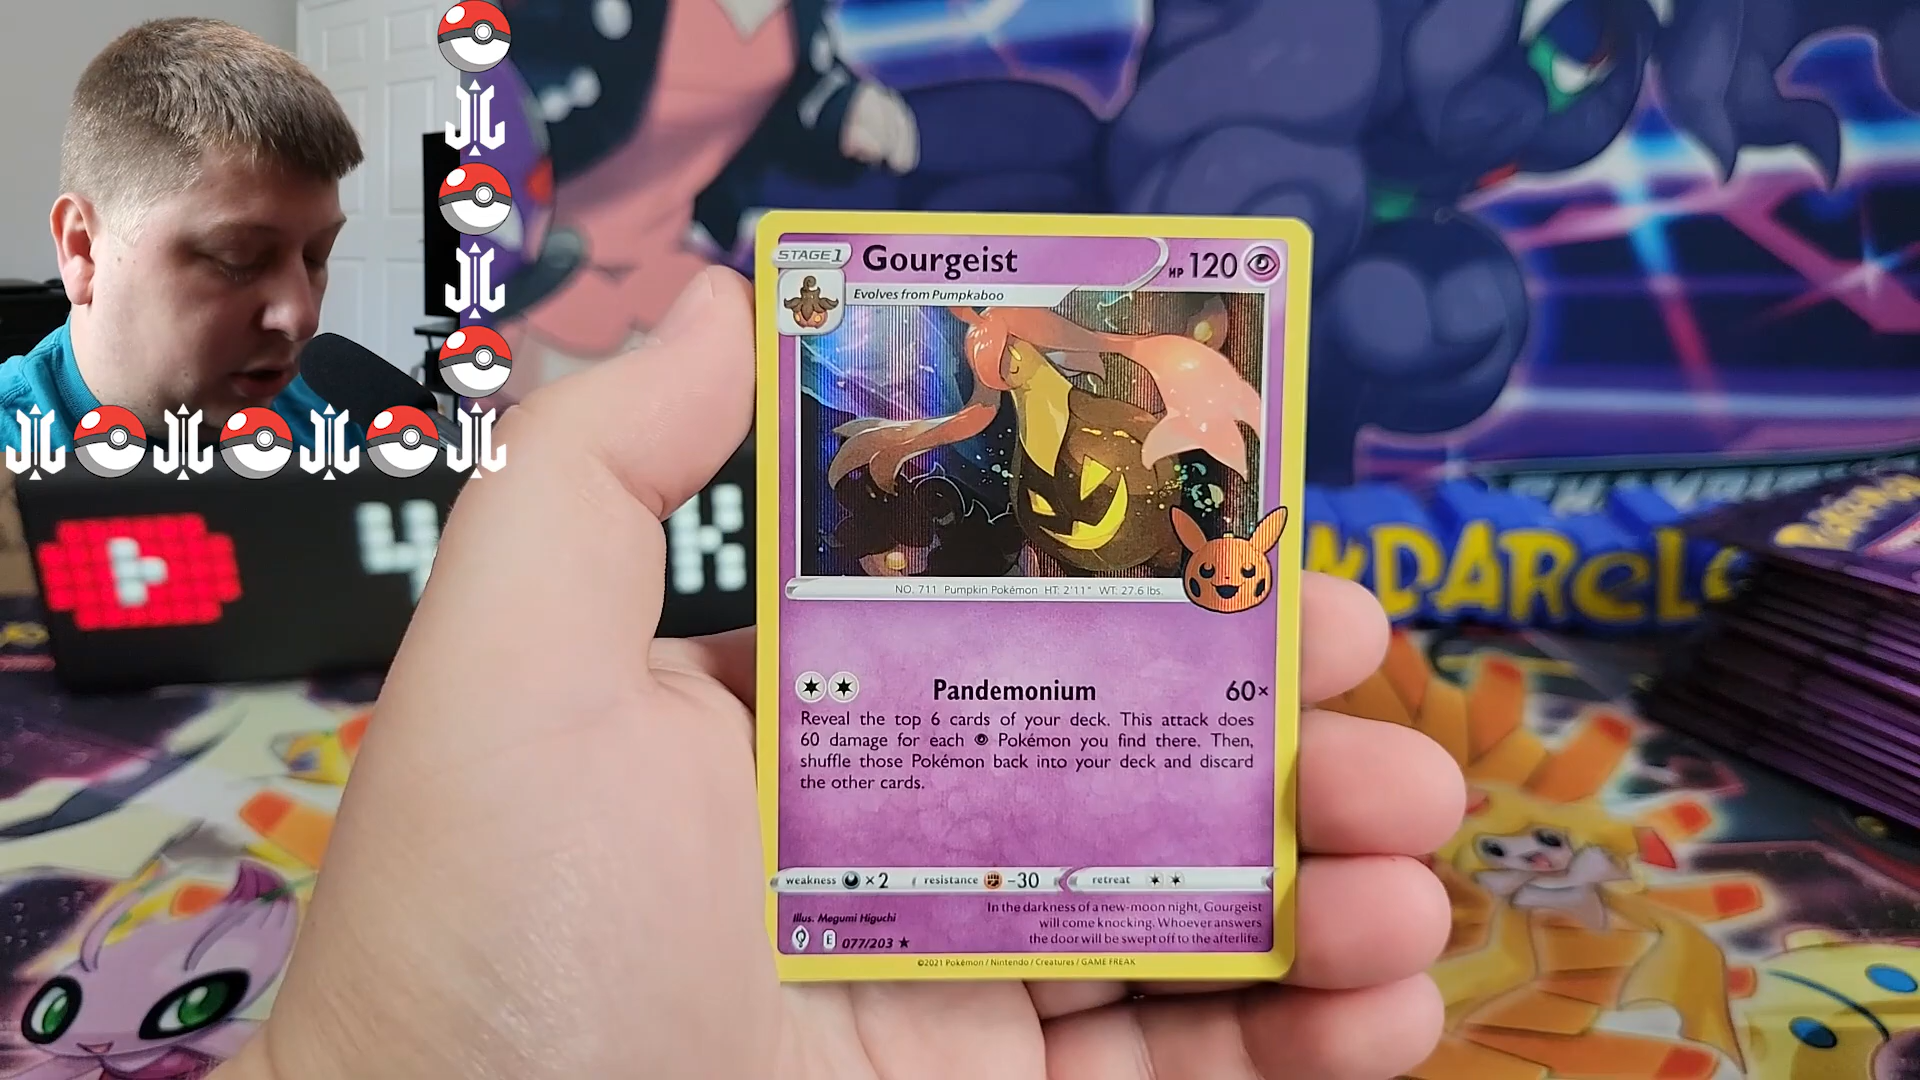 STAGE 1
Gourgeist
HP 120
Evolves from Pumpkaboo
NO. 711 Pumpkin Pokémon HT: 2'11" WT: 27.6 lbs.
Pandemonium 60×
Reveal the top 6 cards of your deck. This attack does
60 damage for each Pokémon you find there. Then,
shuffle those Pokémon back into your deck and discard
the other cards.
weakness ×2 resistance -30 retreat
Illus. Megumi Higuchi
In the darkness of a new-moon night, Gourgeist
will come knocking. Whoever answers
the door will be swept off to the afterlife.
E 077/203 ★
©2021 Pokémon / Nintendo / Creatures / GAME FREAK
4
K